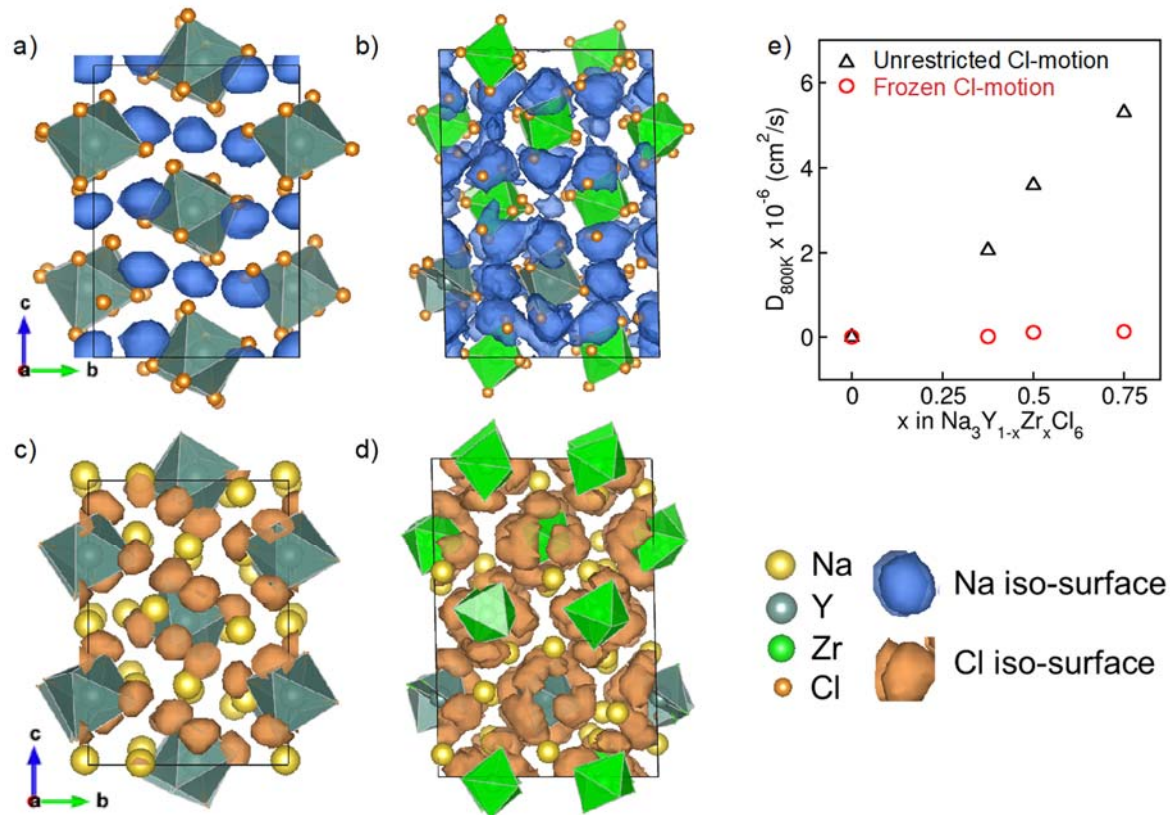 a)
b)
e)
△ Unrestricted Cl-motion
○ Frozen Cl-motion
6
4
2
0
D800K x 10-6 (cm2/s)
0
0.25
0.5
0.75
x in Na3Y1-xZrxCl6
c
a
b
c)
d)
c
a
b
Na
Y
Zr
Cl
Na iso-surface
Cl iso-surface